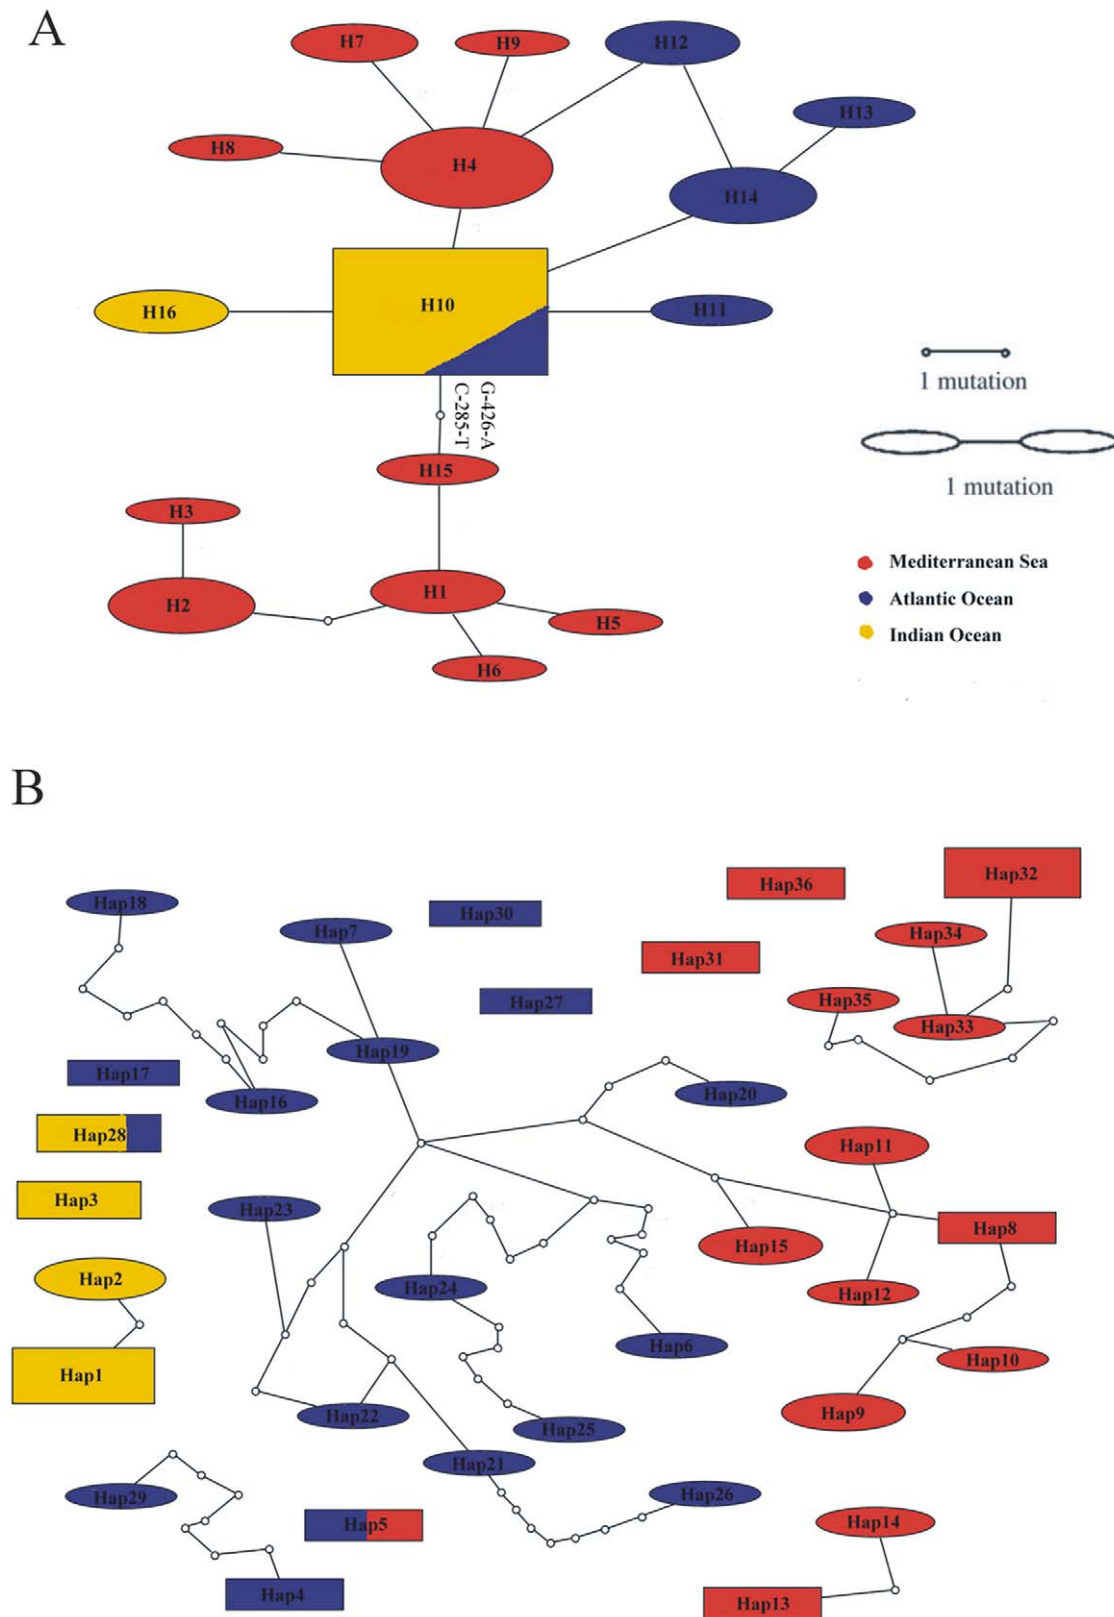 A
H7
H9
H12
H13
H8
H4
H14
H10
H16
H11
1 mutation
G-426-A
C-285-T
H15
1 mutation
H3
H2
H1
H5
H6
Mediterranean Sea
Atlantic Ocean
Indian Ocean
B
Hap18
Hap7
Hap30
Hap36
Hap32
Hap34
Hap31
Hap27
Hap35
Hap33
Hap19
Hap17
Hap16
Hap20
Hap28
Hap11
Hap3
Hap23
Hap15
Hap8
Hap2
Hap24
Hap12
Hap6
Hap10
Hap1
Hap22
Hap25
Hap9
Hap21
Hap29
Hap26
Hap5
Hap14
Hap4
Hap13